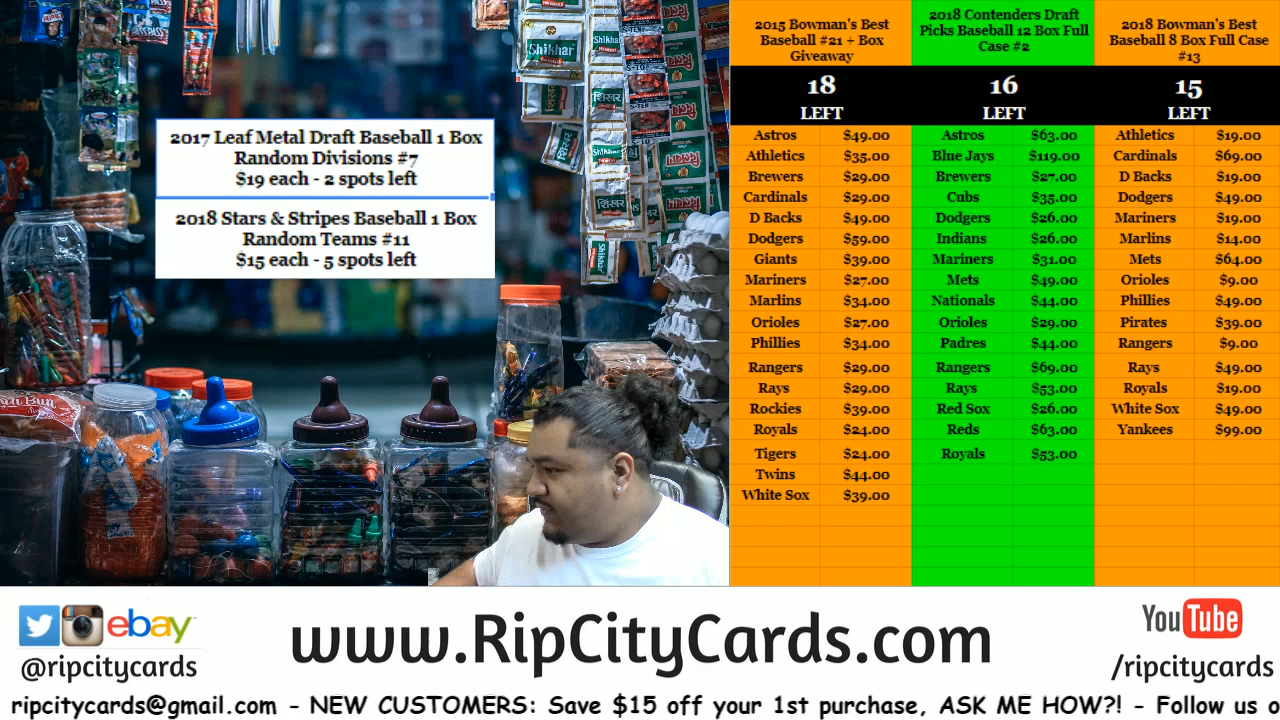 PASS PASS
Shikhar
शिखर
शिखर
शिखर
2017 Leaf Metal Draft Baseball 1 Box
Random Divisions #7
$19 each - 2 spots left
2018 Stars & Stripes Baseball 1 Box
Random Teams #11
$15 each - 5 spots left
2015 Bowman's Best
Baseball #21 + Box
Giveaway
18
LEFT
Astros $49.00
Athletics $35.00
Brewers $29.00
Cardinals $29.00
D Backs $49.00
Dodgers $59.00
Giants $39.00
Mariners $27.00
Marlins $34.00
Orioles $27.00
Phillies $34.00
Rangers $29.00
Rays $29.00
Rockies $39.00
Royals $24.00
Tigers $24.00
Twins $44.00
White Sox $39.00
2018 Contenders Draft
Picks Baseball 12 Box Full
Case #2
16
LEFT
Astros $63.00
Blue Jays $119.00
Brewers $27.00
Cubs $35.00
Dodgers $26.00
Indians $26.00
Mariners $31.00
Mets $49.00
Nationals $44.00
Orioles $29.00
Padres $44.00
Rangers $69.00
Rays $53.00
Red Sox $26.00
Reds $63.00
Royals $53.00
2018 Bowman's Best
Baseball 8 Box Full Case
#13
15
LEFT
Athletics $19.00
Cardinals $69.00
D Backs $19.00
Dodgers $49.00
Mariners $19.00
Marlins $14.00
Mets $64.00
Orioles $9.00
Phillies $49.00
Pirates $39.00
Rangers $9.00
Rays $49.00
Royals $19.00
White Sox $49.00
Yankees $99.00
ebay
@ripcitycards
www.RipCityCards.com
YouTube
/ripcitycards
ripcitycards@gmail.com - NEW CUSTOMERS: Save $15 off your 1st purchase, ASK ME HOW?! - Follow us o